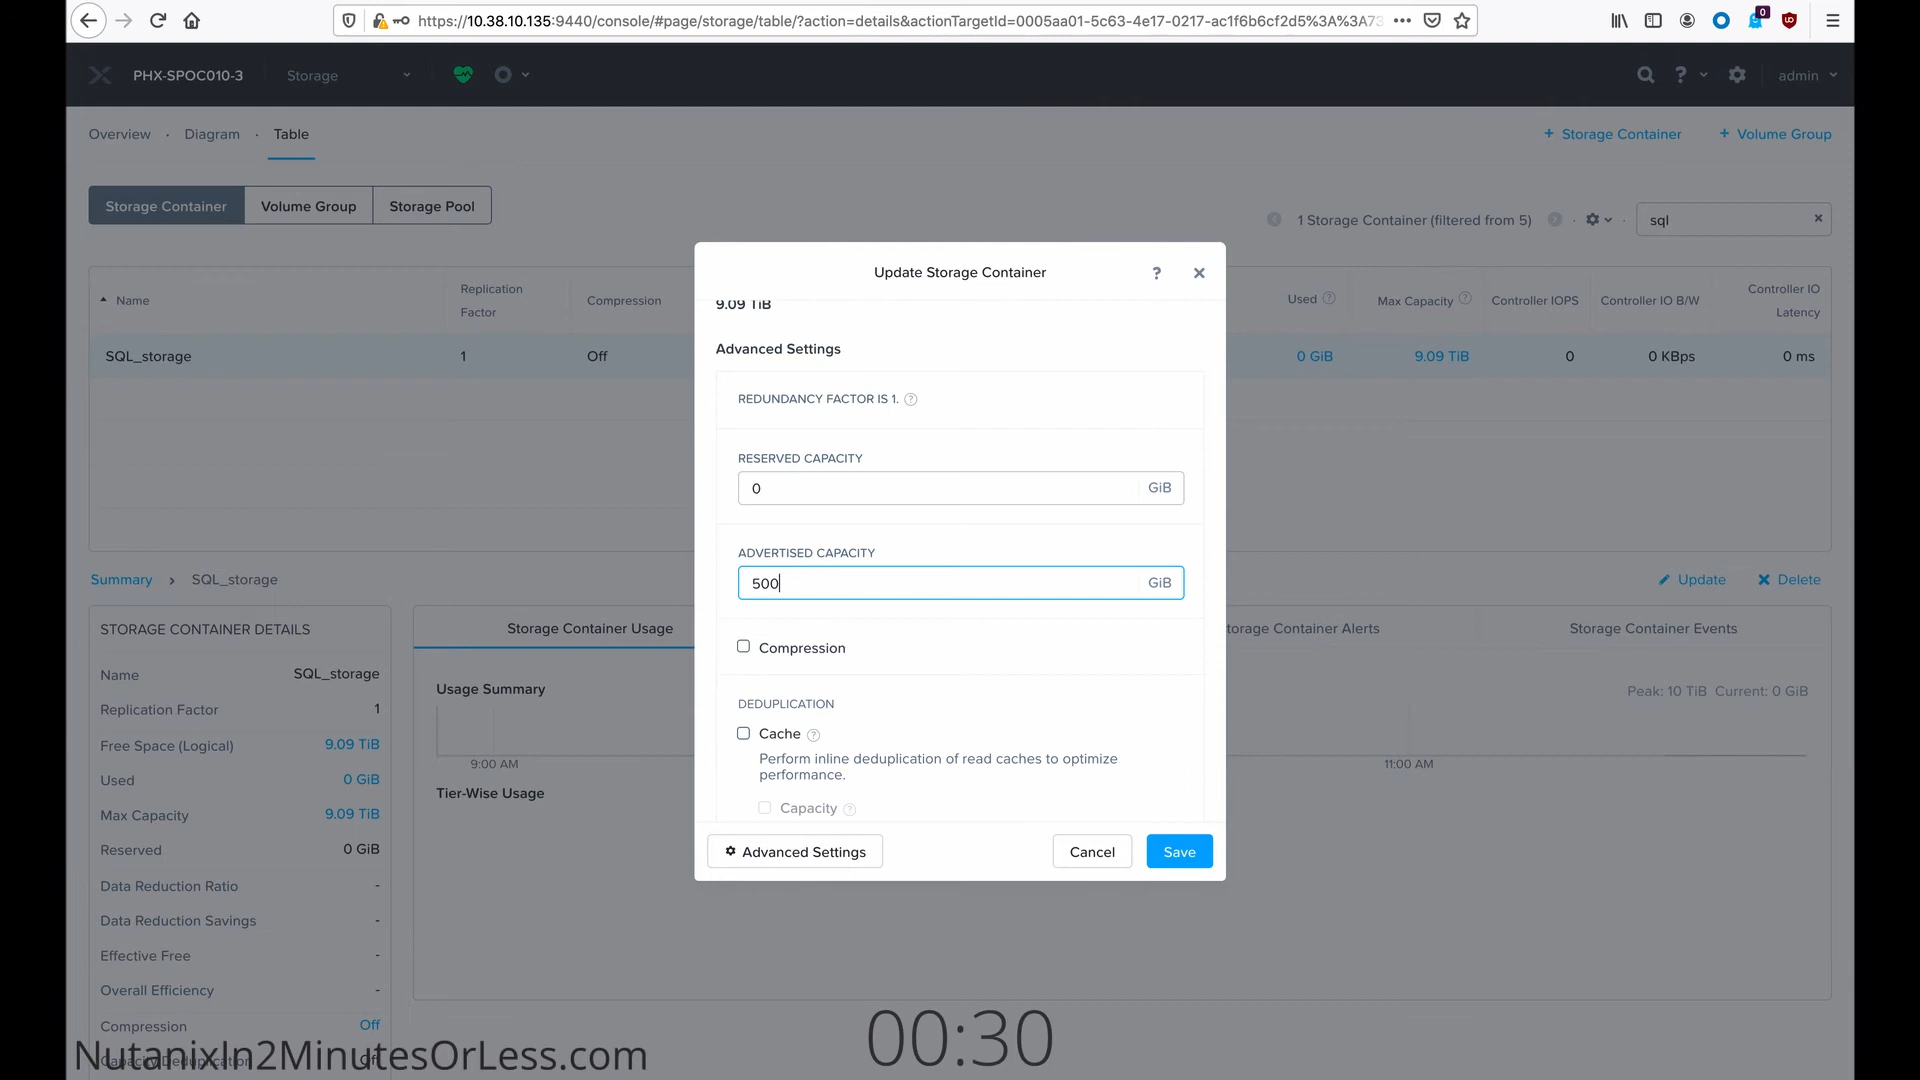 https://10.38.10.135:9440/console/#page/storage/table/?action=details&actionTargetId=0005aa01-5c63-4e17-0217-ac1f6b6cf2d5%3A%3A73
0
PHX-SPOC010-3
Storage
?
admin
Overview · Diagram · Table
+ Storage Container
+ Volume Group
Storage Container
Volume Group
Storage Pool
1 Storage Container (filtered from 5)
sql
Name
Replication
Factor
Compression
Used ?
Max Capacity ?
Controller IOPS
Controller IO B/W
Controller IO
Latency
SQL_storage
1
Off
0 GiB
9.09 TiB
0
0 KBps
0 ms
Update Storage Container
?
9.09 TiB
Advanced Settings
REDUNDANCY FACTOR IS 1. ?
RESERVED CAPACITY
0 GiB
ADVERTISED CAPACITY
500 GiB
Compression
DEDUPLICATION
Cache ?
Perform inline deduplication of read caches to optimize
performance.
Capacity ?
Advanced Settings
Cancel
Save
Summary > SQL_storage
Update
Delete
STORAGE CONTAINER DETAILS
Name SQL_storage
Replication Factor 1
Free Space (Logical) 9.09 TiB
Used 0 GiB
Max Capacity 9.09 TiB
Reserved 0 GiB
Data Reduction Ratio -
Data Reduction Savings -
Effective Free -
Overall Efficiency -
Compression Off
Capacity Deduplication Off
Storage Container Usage
torage Container Alerts
Storage Container Events
Usage Summary
Peak: 10 TiB Current: 0 GiB
9:00 AM
11:00 AM
Tier-Wise Usage
NutanixIn2MinutesOrLess.com
00:30